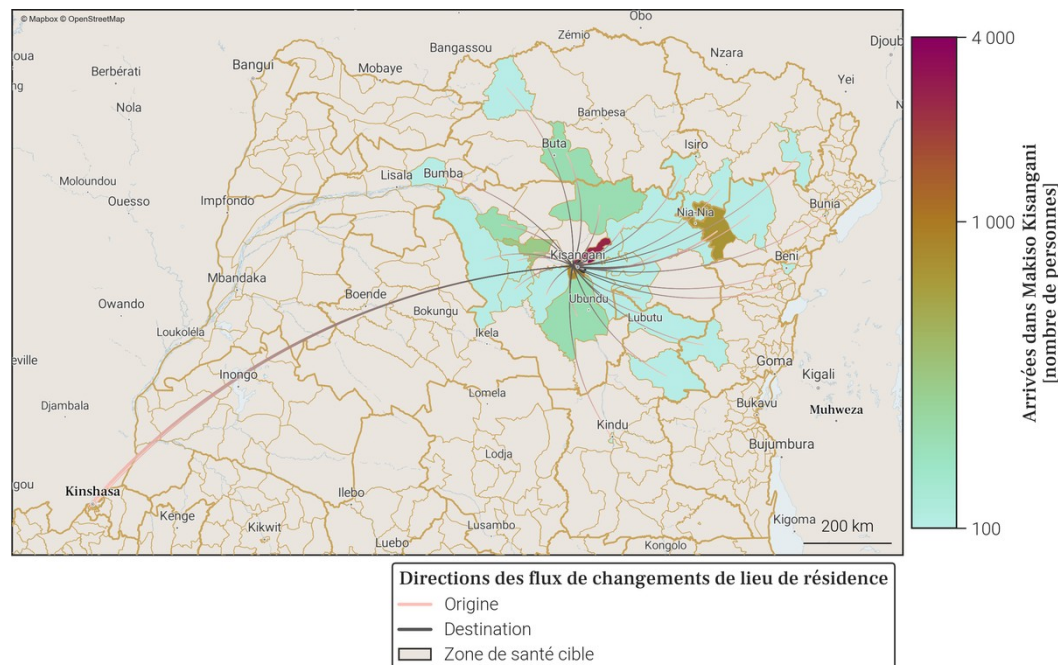 © Mapbox © OpenStreetMap
Obo
Zémio
Bangassou
Nzara
Djoub
oua
Bangui
Mobaye
Berbérati
Yei
ng
Nola
Bambesa
Buta
Isiro
Lisala
Bumba
Moloundou
Ouesso
Impfondo
Bunia
Nia-Nia
Kisangani
Beni
Mbandaka
Boende
Ubundu
Owando
Bokungu
Lubutu
Loukoléla
Ikela
eville
Goma
Inongo
Kigali
Lomela
Djambala
Bukavu
Muhweza
Kindu
Bujumbura
Lodja
gou
Kinshasa
Ilebo
Kenge
Kikwit
Lusambo
Kigoma
200 km
Luebo
Kongolo
4 000
1 000
100
Arrivées dans Makiso Kisangani
[nombre de personnes]
Directions des flux de changements de lieu de résidence
Origine
Destination
Zone de santé cible